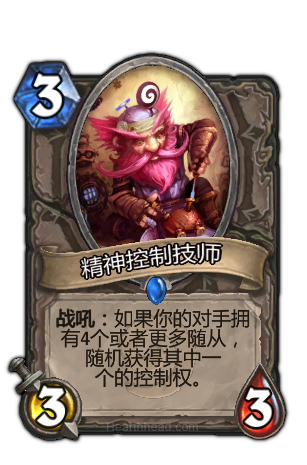 3
精神控制技师
战吼：如果你的对手拥
有4个或者更多随从，
随机获得其中一
个的控制权。
3
3
Hearthhead.com